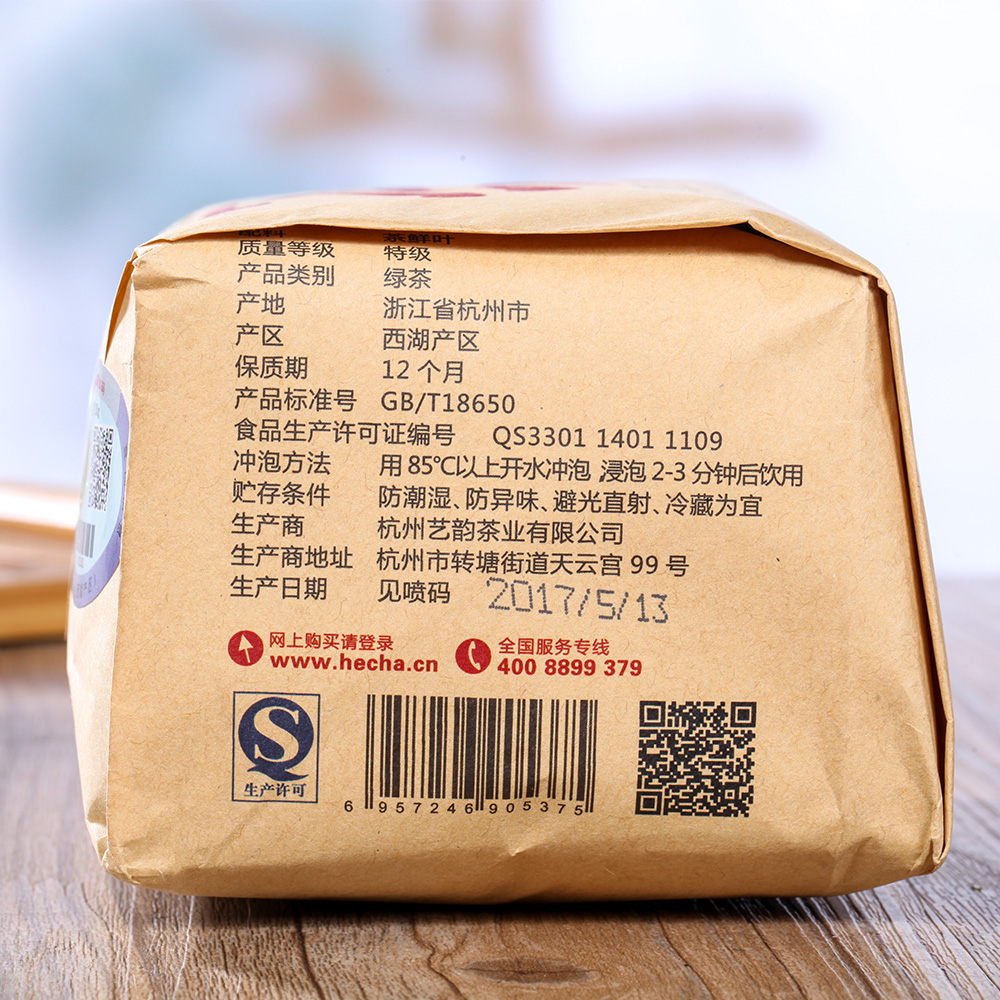 配料 茶鲜叶
质量等级 特级
产品类别 绿茶
产地 浙江省杭州市
产区 西湖产区
保质期 12个月
产品标准号 GB/T18650
食品生产许可证编号 QS3301 1401 1109
冲泡方法 用85℃以上开水冲泡,浸泡2-3分钟后饮用
贮存条件 防潮湿、防异味、避光直射、冷藏为宜
生产商 杭州艺韵茶业有限公司
生产商地址 杭州市转塘街道天云宫99号
生产日期 见喷码 2017/5/13
网上购买请登录
www.hecha.cn
全国服务专线
400 8899 379
QS
生产许可
6 957246 905375